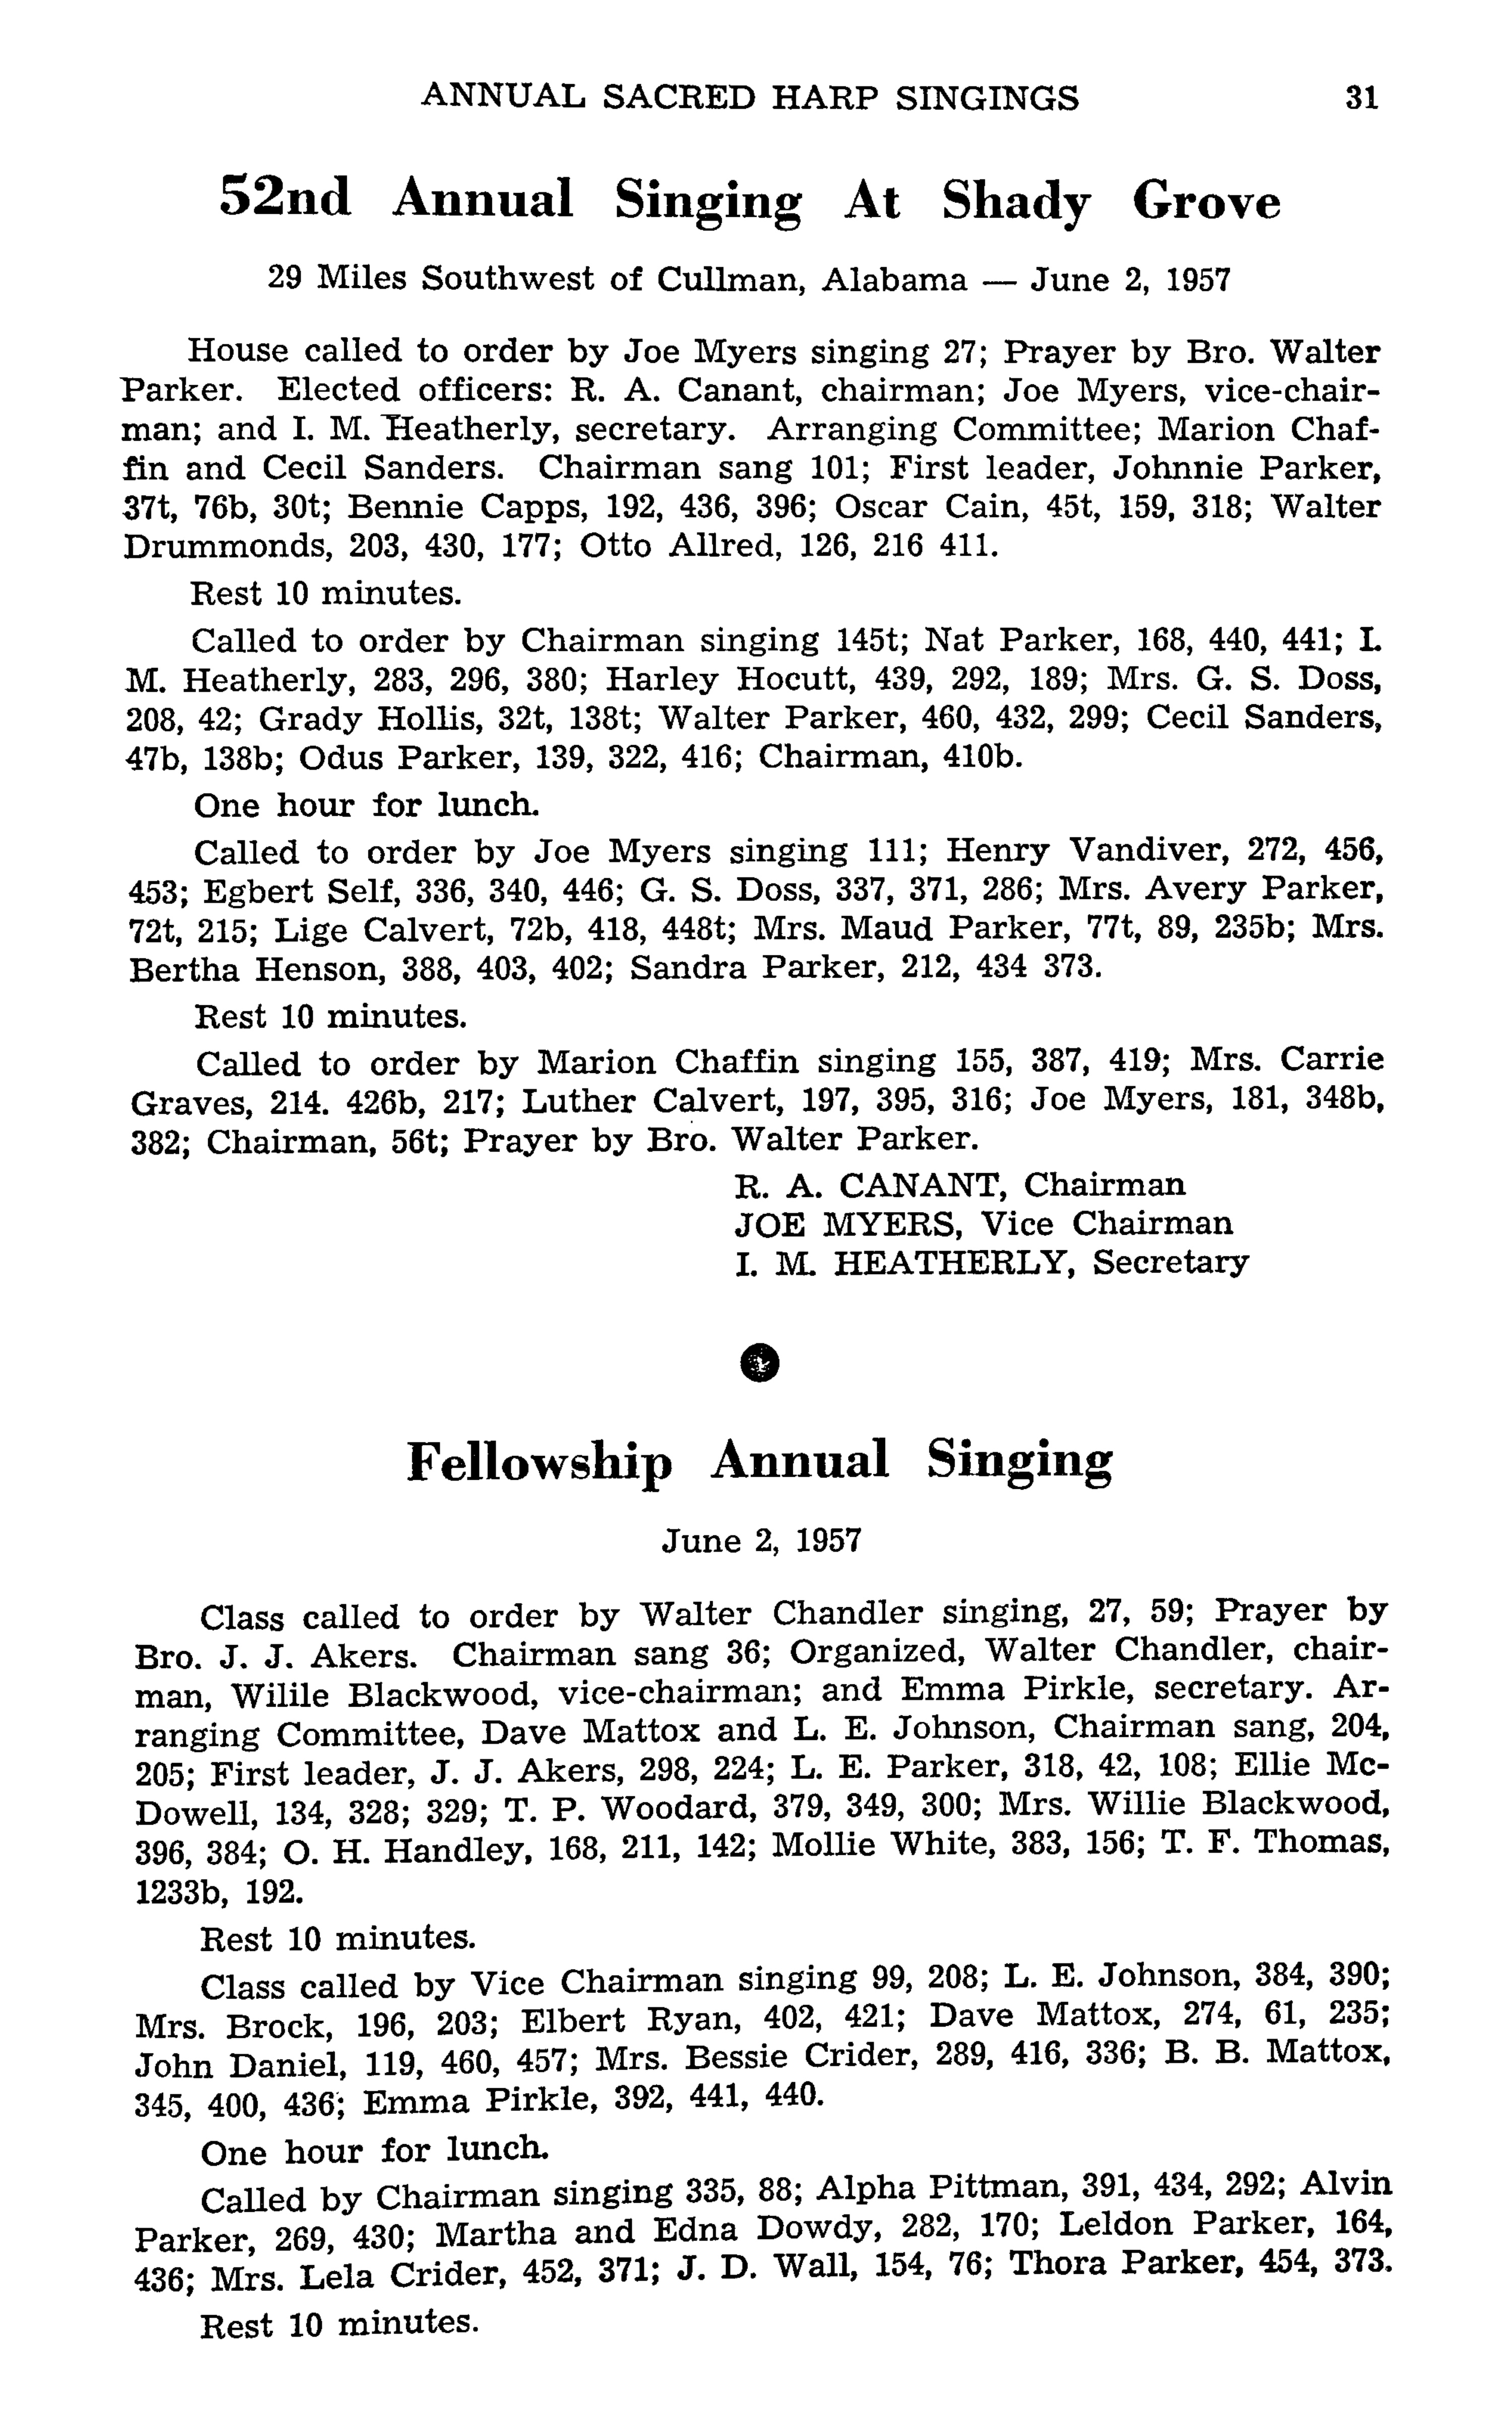 ANNUAL SACRED HARP SINGINGS 31
52nd Annual Singing At Shady Grove
29 Miles Southwest of Cullman, Alabama — June 2, 1957
House called to order by Joe Myers singing 27; Prayer by Bro. Walter
Parker. Elected officers: R. A. Canant, chairman; Joe Myers, vice-chair-
man; and I. M. Heatherly, secretary. Arranging Committee; Marion Chaf-
fin and Cecil Sanders. Chairman sang 101; First leader, Johnnie Parker,
37t, 76b, 30t; Bennie Capps, 192, 436, 396; Oscar Cain, 45t, 159, 318; Walter
Drummonds, 203, 430, 177; Otto Allred, 126, 216 411.
Rest 10 minutes.
Called to order by Chairman singing 145t; Nat Parker, 168, 440, 441; I.
M. Heatherly, 283, 296, 380; Harley Hocutt, 439, 292, 189; Mrs. G. S. Doss,
208, 42; Grady Hollis, 32t, 138t; Walter Parker, 460, 432, 299; Cecil Sanders,
47b, 138b; Odus Parker, 139, 322, 416; Chairman, 410b.
One hour for lunch.
Called to order by Joe Myers singing 111; Henry Vandiver, 272, 456,
453; Egbert Self, 336, 340, 446; G. S. Doss, 337, 371, 286; Mrs. Avery Parker,
72t, 215; Lige Calvert, 72b, 418, 448t; Mrs. Maud Parker, 77t, 89, 235b; Mrs.
Bertha Henson, 388, 403, 402; Sandra Parker, 212, 434 373.
Rest 10 minutes.
Called to order by Marion Chaffin singing 155, 387, 419; Mrs. Carrie
Graves, 214. 426b, 217; Luther Calvert, 197, 395, 316; Joe Myers, 181, 348b,
382; Chairman, 56t; Prayer by Bro. Walter Parker.
R. A. CANANT, Chairman
JOE MYERS, Vice Chairman
I. M. HEATHERLY, Secretary
Fellowship Annual Singing
June 2, 1957
Class called to order by Walter Chandler singing, 27, 59; Prayer by
Bro. J. J. Akers. Chairman sang 36; Organized, Walter Chandler, chair-
man, Wilile Blackwood, vice-chairman; and Emma Pirkle, secretary. Ar-
ranging Committee, Dave Mattox and L. E. Johnson, Chairman sang, 204,
205; First leader, J. J. Akers, 298, 224; L. E. Parker, 318, 42, 108; Ellie Mc-
Dowell, 134, 328; 329; T. P. Woodard, 379, 349, 300; Mrs. Willie Blackwood,
396, 384; O. H. Handley, 168, 211, 142; Mollie White, 383, 156; T. F. Thomas,
1233b, 192.
Rest 10 minutes.
Class called by Vice Chairman singing 99, 208; L. E. Johnson, 384, 390;
Mrs. Brock, 196, 203; Elbert Ryan, 402, 421; Dave Mattox, 274, 61, 235;
John Daniel, 119, 460, 457; Mrs. Bessie Crider, 289, 416, 336; B. B. Mattox,
345, 400, 436; Emma Pirkle, 392, 441, 440.
One hour for lunch.
Called by Chairman singing 335, 88; Alpha Pittman, 391, 434, 292; Alvin
Parker, 269, 430; Martha and Edna Dowdy, 282, 170; Leldon Parker, 164,
436; Mrs. Lela Crider, 452, 371; J. D. Wall, 154, 76; Thora Parker, 454, 373.
Rest 10 minutes.